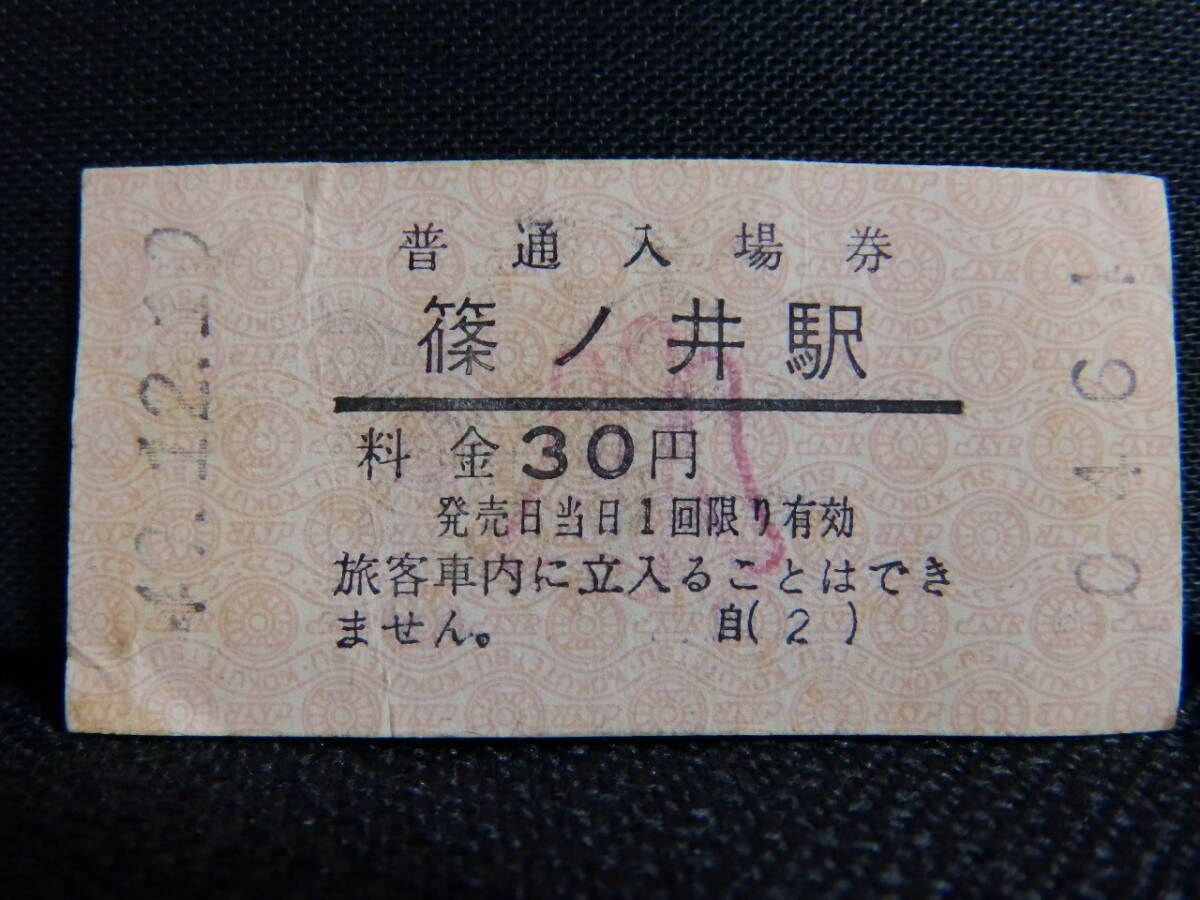 普通入場券
篠ノ井駅
料金30円
発売日当日1回限り有効
旅客車内に立入ることはでき
ません。 自(2)
0461